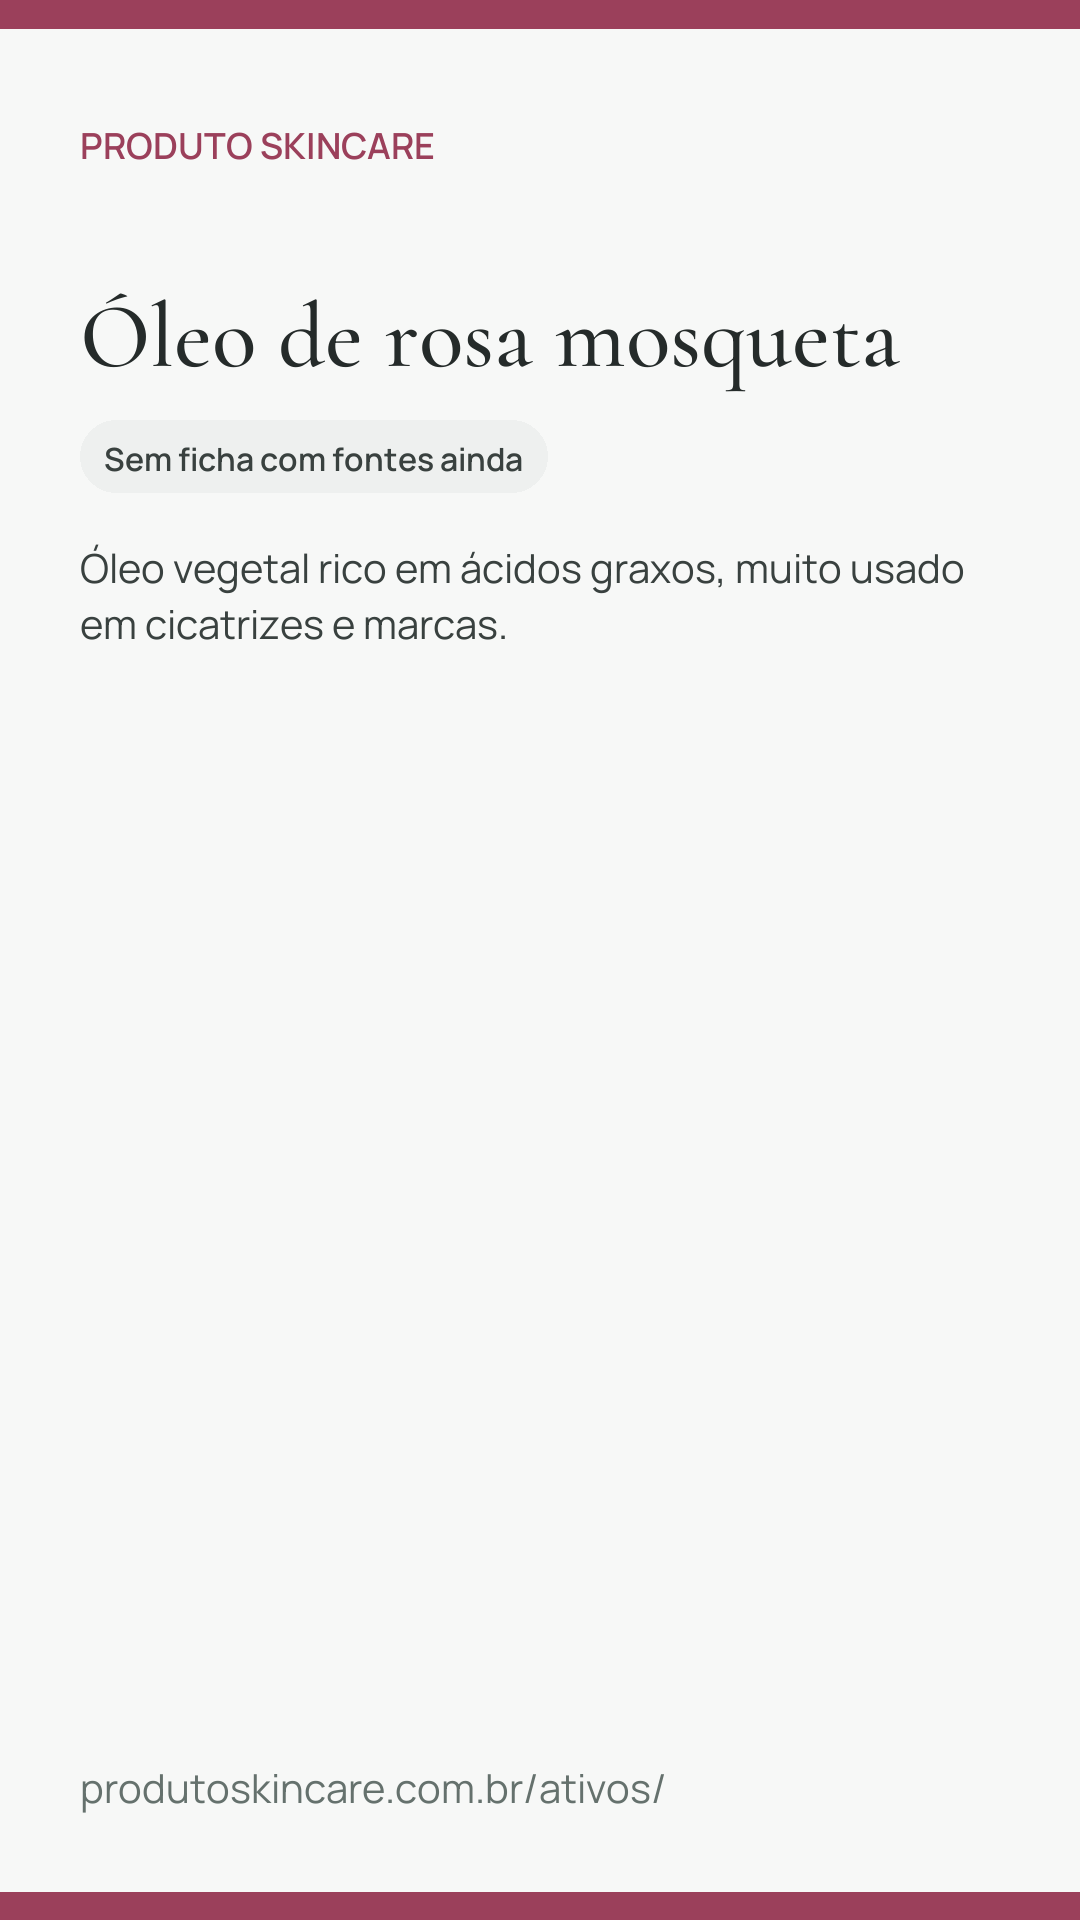 PRODUTO SKINCARE
Óleo de rosa mosqueta
Sem ficha com fontes ainda
Óleo vegetal rico em ácidos graxos, muito usado
em cicatrizes e marcas.
produtoskincare.com.br/ativos/